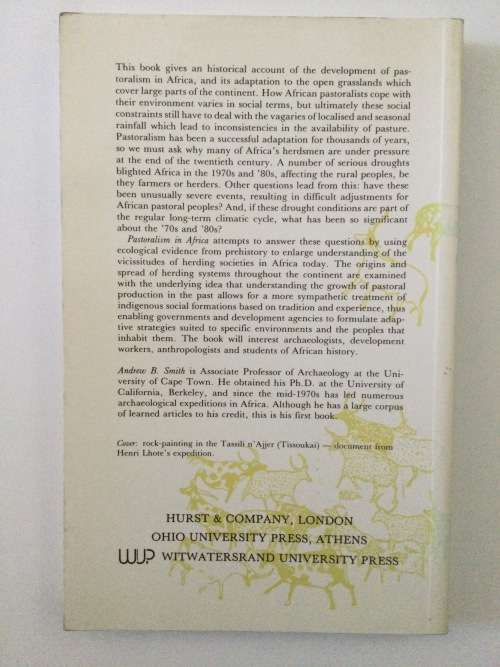 This book gives an historical account of the development of pas-
toralism in Africa, and its adaptation to the open grasslands which
cover large parts of the continent. How African pastoralists cope with
their environment varies in social terms, but ultimately these social
constraints still have to deal with the vagaries of localised and seasonal
rainfall which lead to inconsistencies in the availability of pasture.
Pastoralism has been a successful adaptation for thousands of years,
so we must ask why many of Africa's herdsmen are under pressure
at the end of the twentieth century. A number of serious droughts
blighted Africa in the 1970s and '80s, affecting the rural peoples, be
they farmers or herders. Other questions lead from this: have these
been unusually severe events, resulting in difficult adjustments for
African pastoral peoples? And, if these drought conditions are part of
the regular long-term climatic cycle, what has been so significant
about the '70s and '80s?
Pastoralism in Africa attempts to answer these questions by using
ecological evidence from prehistory to enlarge understanding of the
vicissitudes of herding societies in Africa today. The origins and
spread of herding systems throughout the continent are examined
with the underlying idea that understanding the growth of pastoral
production in the past allows for a more sympathetic treatment of
indigenous social formations based on tradition and experience, thus
enabling governments and development agencies to formulate adap-
tive strategies suited to specific environments and the peoples that
inhabit them. The book will interest archaeologists, development
workers, anthropologists and students of African history.
Andrew B. Smith is Associate Professor of Archaeology at the Uni-
versity of Cape Town. He obtained his Ph.D. at the University of
California, Berkeley, and since the mid-1970s has led numerous
archaeological expeditions in Africa. Although he has a large corpus
of learned articles to his credit, this is his first book.
Cover: rock-painting in the Tassili n'Ajjer (Tissoukai) — document from
Henri Lhote's expedition.
HURST & COMPANY, LONDON
OHIO UNIVERSITY PRESS, ATHENS
WUP WITWATERSRAND UNIVERSITY PRESS